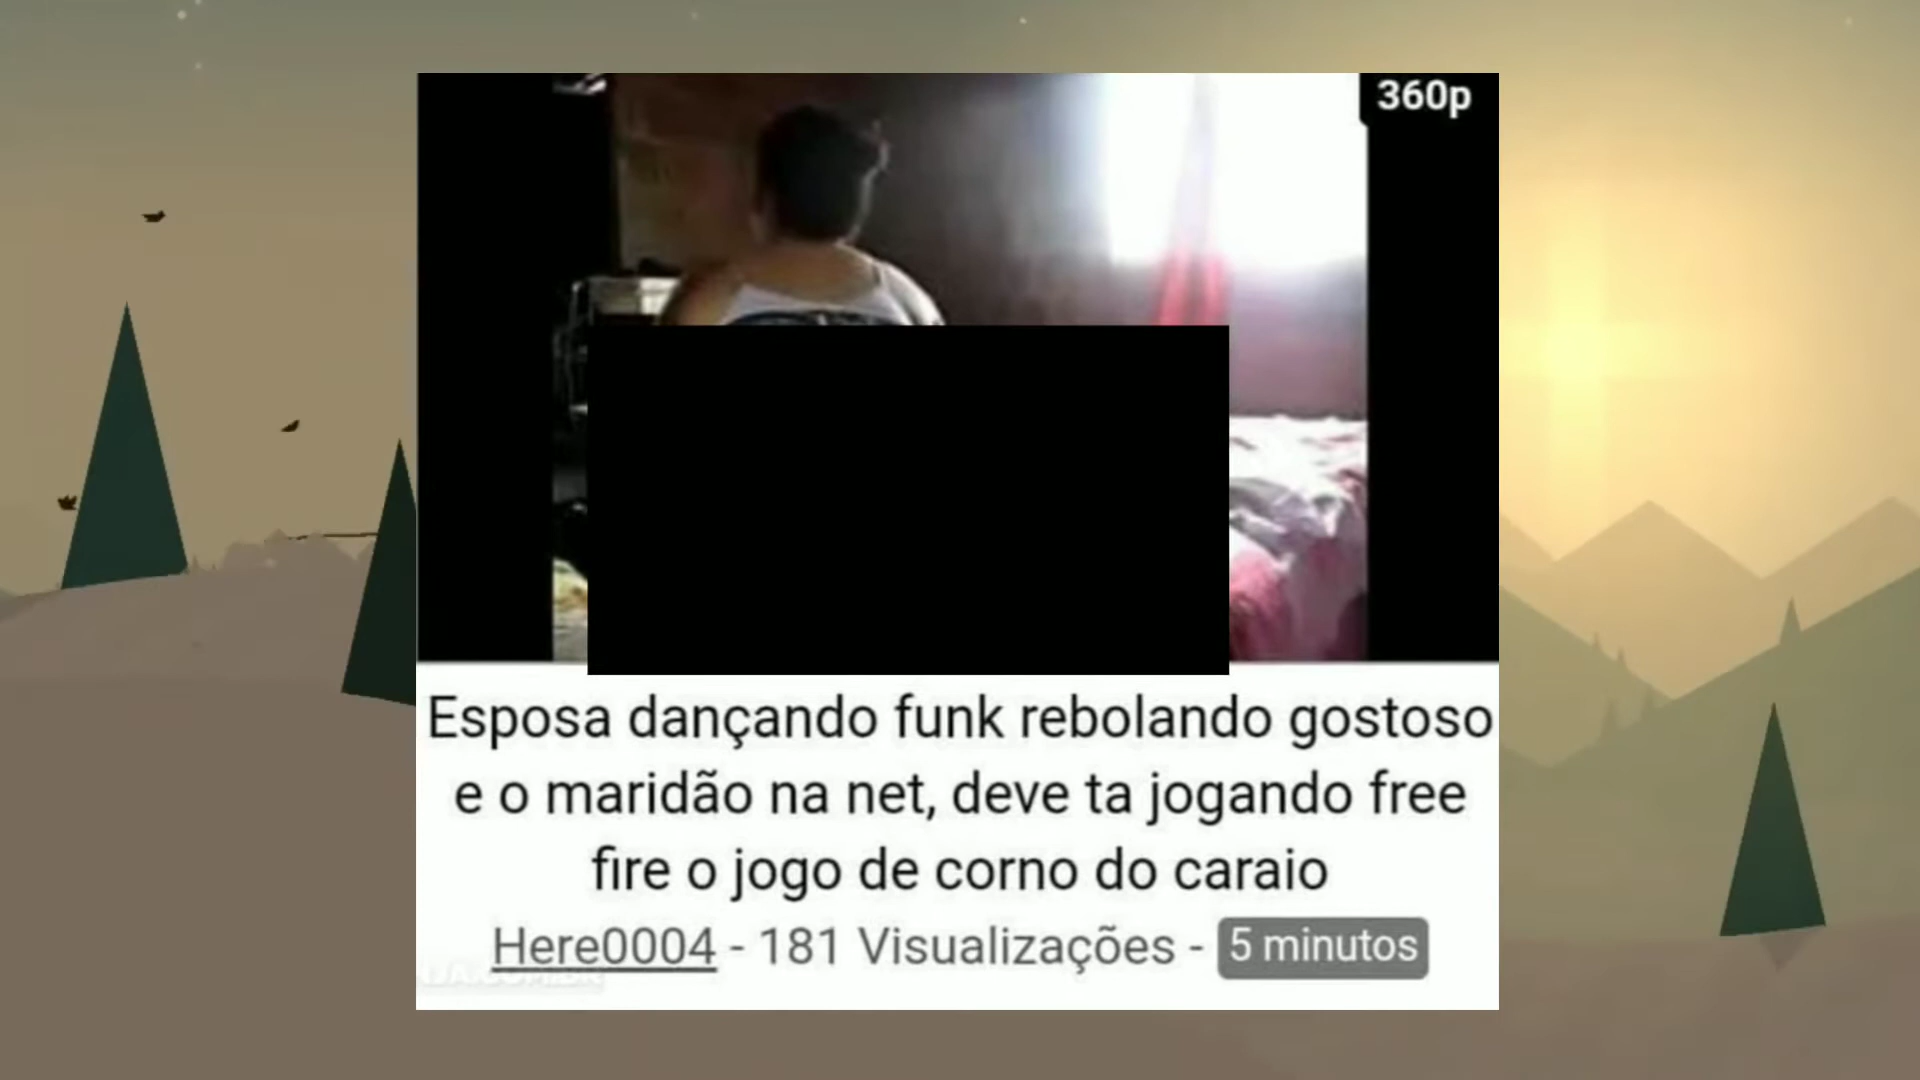 360p
Esposa dançando funk rebolando gostoso
e o maridão na net, deve ta jogando free
fire o jogo de corno do caraio
Here0004 - 181 Visualizações - 5 minutos